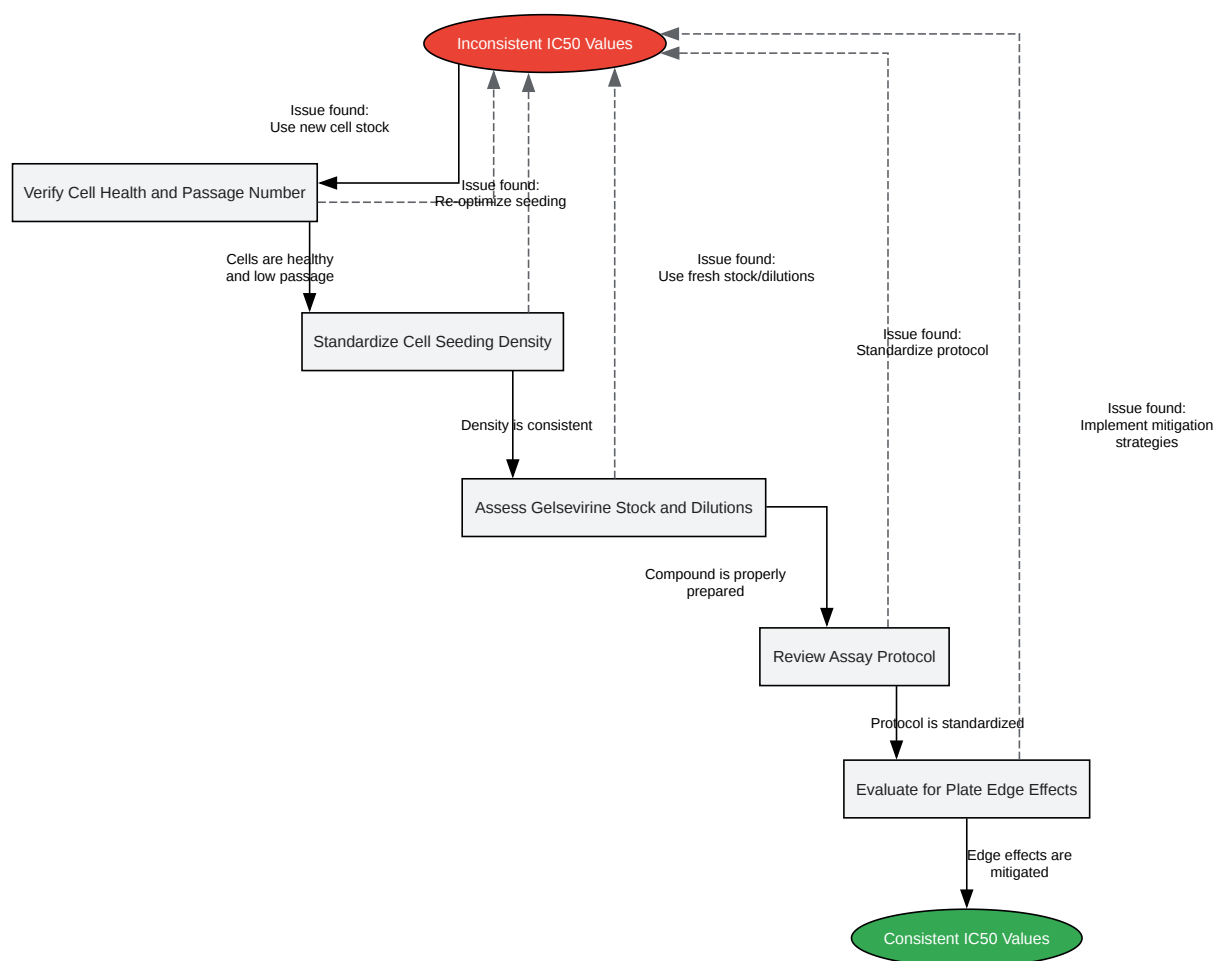 Inconsistent IC50 Values
Issue found:
Use new cell stock
Verify Cell Health and Passage Number
Issue found:
Re-optimize seeding
Cells are healthy
and low passage
Issue found:
Use fresh stock/dilutions
Standardize Cell Seeding Density
Issue found:
Standardize protocol
Density is consistent
Issue found:
Implement mitigation
strategies
Assess Gelsevirine Stock and Dilutions
Compound is properly
prepared
Review Assay Protocol
Protocol is standardized
Evaluate for Plate Edge Effects
Edge effects are
mitigated
Consistent IC50 Values